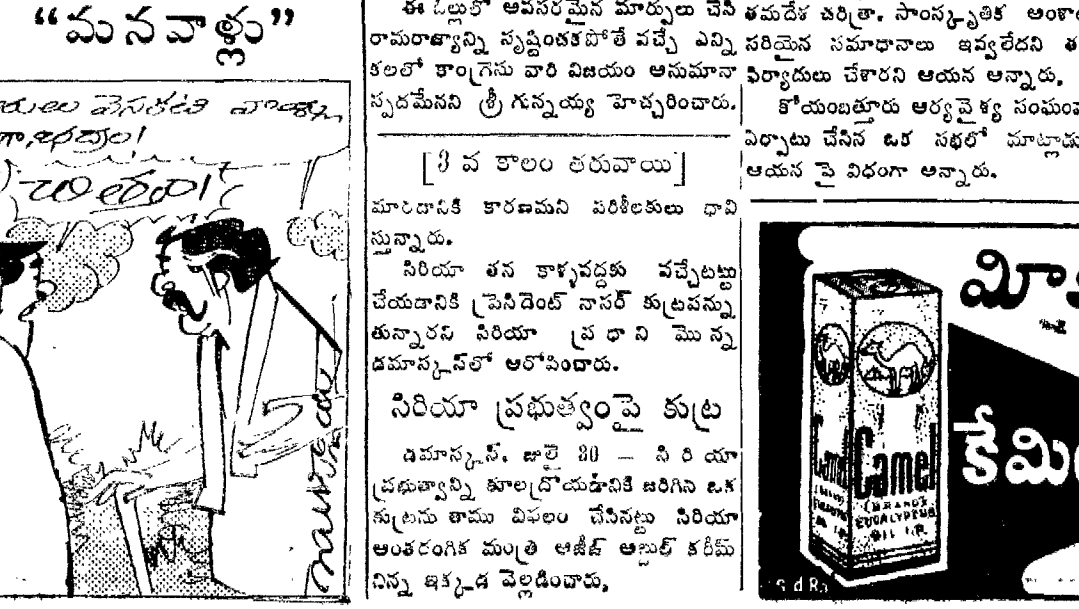 “మనవాళ్లు”
వాళ్ళు
చితరం!
ఈ ఓట్లలో అవసరమైన మార్పులు చేసి
రామరాజ్యాన్ని సృష్టించకపోతే వచ్చే ఎన్ని
కలలో కాంగ్రెసు వారి విజయం అనుమానా
స్పదమేనని శ్రీ గున్నయ్య హెచ్చరించారు.
[3 వ కాలం తరువాయి]
మారడానికి కారణమని పరిశీలకులు భావి
స్తున్నారు.
సిరియా తన కాళ్ళవద్దకు వచ్చేటట్టు
చేయడానికి ప్రెసిడెంట్ నాసర్ కుట్రపన్ను
తున్నారని సిరియా ప్రధాని మొన్న
డమాస్కస్‌లో ఆరోపించారు.
సిరియా ప్రభుత్వంపై కుట్ర
డమాస్కస్, జులై 30 — సిరియా
ప్రభుత్వాన్ని కూలద్రోయడానికి జరిగిన ఒక
కుట్రను తాము విఫలం చేసినట్టు సిరియా
ఆంతరంగిక మంత్రి అజీజ్ అబ్దుల్ కరీమ్
నిన్న ఇక్కడ వెల్లడించారు.
తమదేశ చరిత్రా, సాంస్కృతిక అంశా
సరియైన సమాధానాలు ఇవ్వలేదని
ఫిర్యాదులు చేశారని ఆయన అన్నారు.
కోయంబత్తూరు ఆర్యవైశ్య సంఘం
ఏర్పాటు చేసిన ఒక సభలో మాట్లాడు
ఆయన పై విధంగా అన్నారు.
Camel
(BRAND)
EUCALYPTUS
OIL I.P.